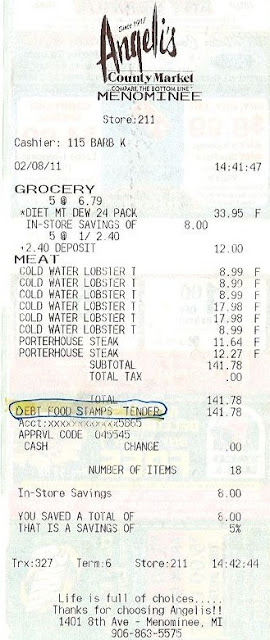 Since 1917
Angeli's
County Market
COMPARE THE BOTTOM LINE
MENOMINEE
Store:211
Cashier: 115 BARB K
02/08/11 14:41:47
GROCERY
5 @ 6.79
*DIET MT DEW 24 PACK 33.95 F
IN-STORE SAVINGS OF 8.00
5 @ 1/ 2.40
+2.40 DEPOSIT 12.00
MEAT
COLD WATER LOBSTER T 8.99 F
COLD WATER LOBSTER T 8.99 F
COLD WATER LOBSTER T 8.99 F
COLD WATER LOBSTER T 17.98 F
COLD WATER LOBSTER T 17.98 F
COLD WATER LOBSTER T 8.99 F
PORTERHOUSE STEAK 11.64 F
PORTERHOUSE STEAK 12.27 F
SUBTOTAL 141.78
TOTAL TAX .00
TOTAL 141.78
DEBT FOOD STAMPS TENDER 141.78
Acct:xxxxxxxxxxxx5865
APPRVL CODE 045545
CASH CHANGE .00
NUMBER OF ITEMS 18
In-Store Savings 8.00
YOU SAVED A TOTAL OF 8.00
THAT IS A SAVINGS OF 5%
Trx:327 Term:6 Store:211 14:42:44
Life is full of choices.....
Thanks for choosing Angelis!!
1401 8th Ave - Menominee, MI
906-863-5575